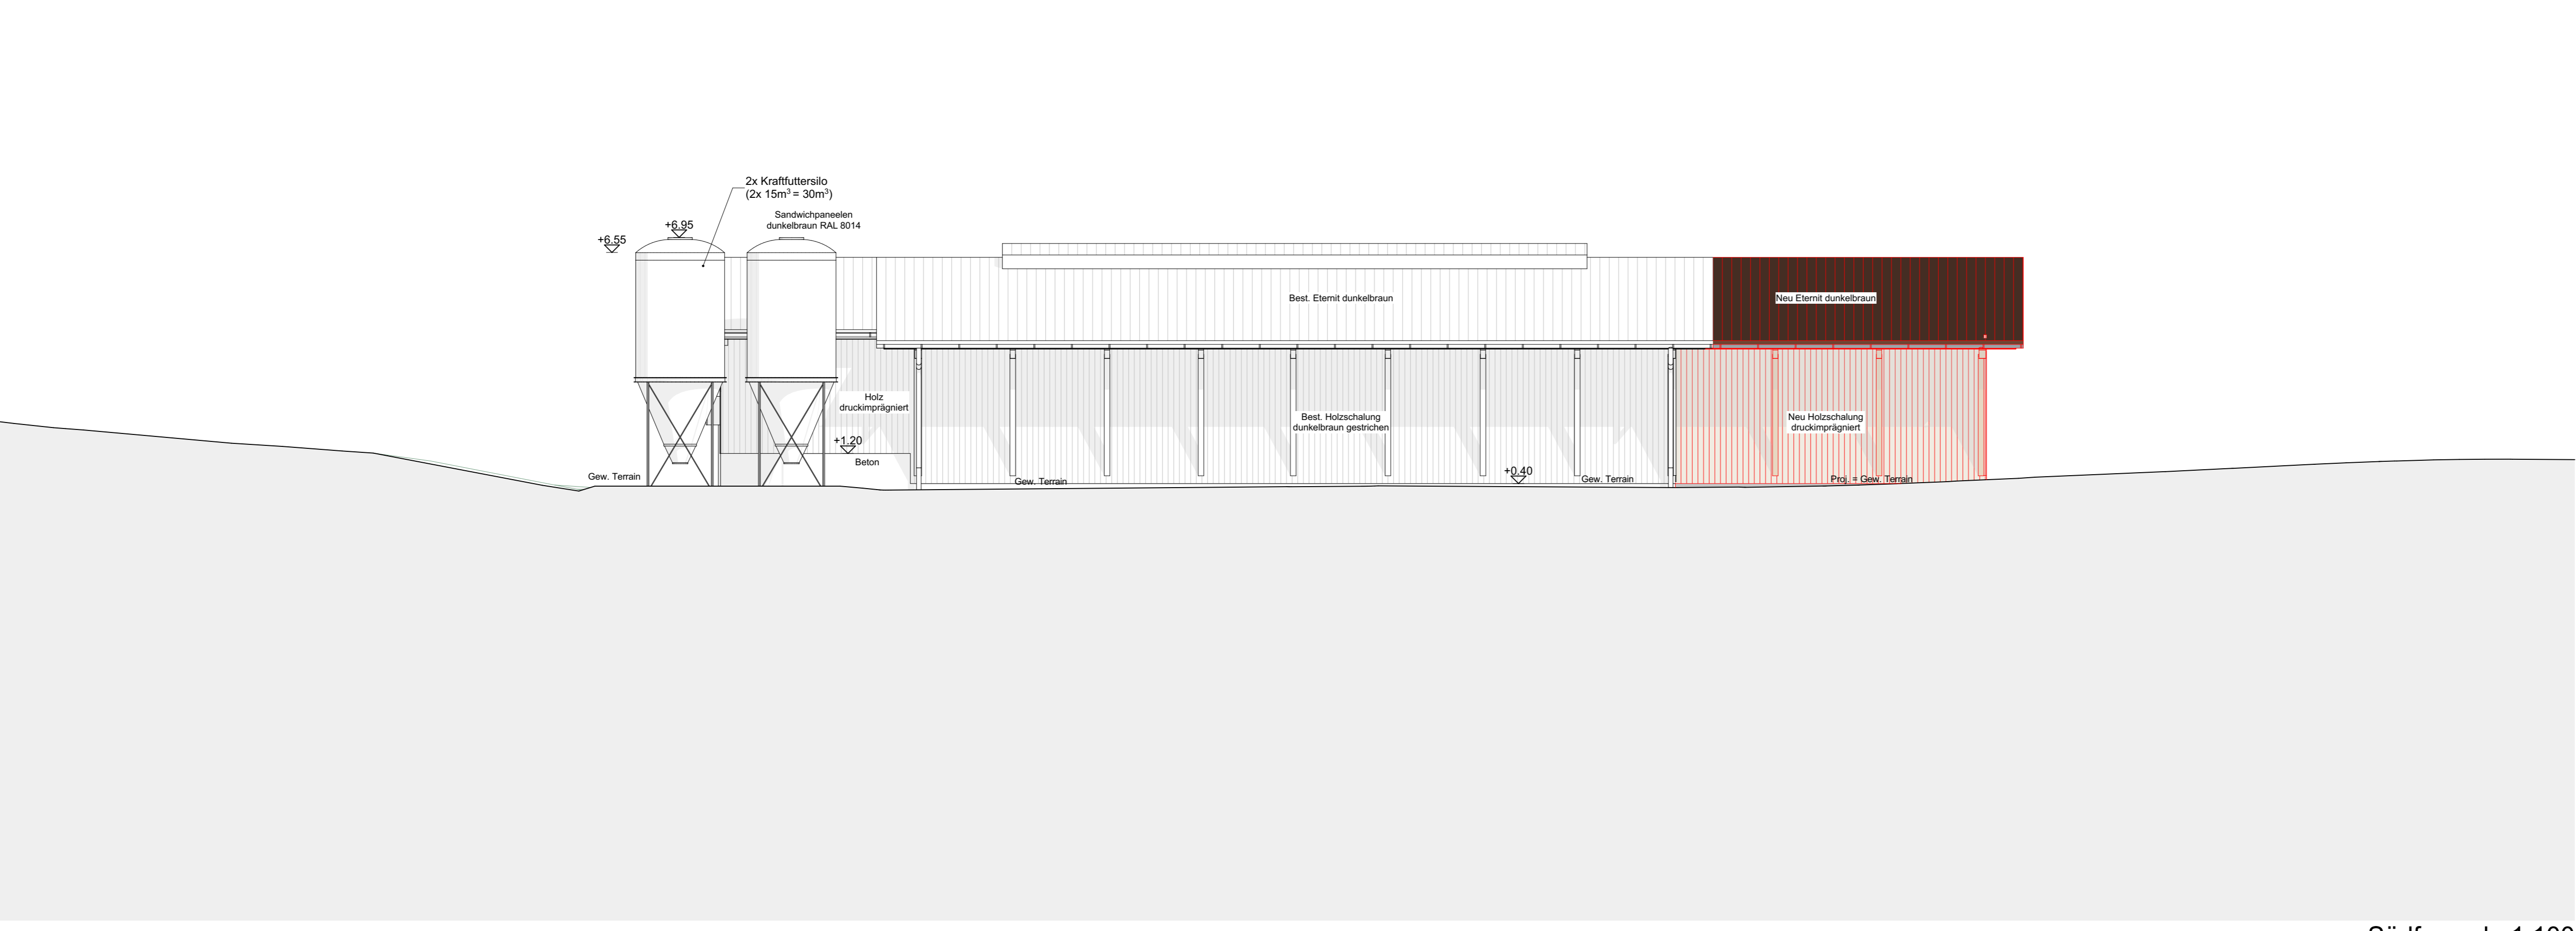 2x Kraftfuttersilo
(2x 15m³ = 30m³)
Sandwichpaneelen
dunkelbraun RAL 8014
+6.95
+6.55
Best. Eternit dunkelbraun
Neu Eternit dunkelbraun
Holz
druckimprägniert
Best. Holzschalung
dunkelbraun gestrichen
Neu Holzschalung
druckimprägniert
+1.20
Beton
+0.40
Gew. Terrain
Gew. Terrain
Gew. Terrain
Proj. = Gew. Terrain